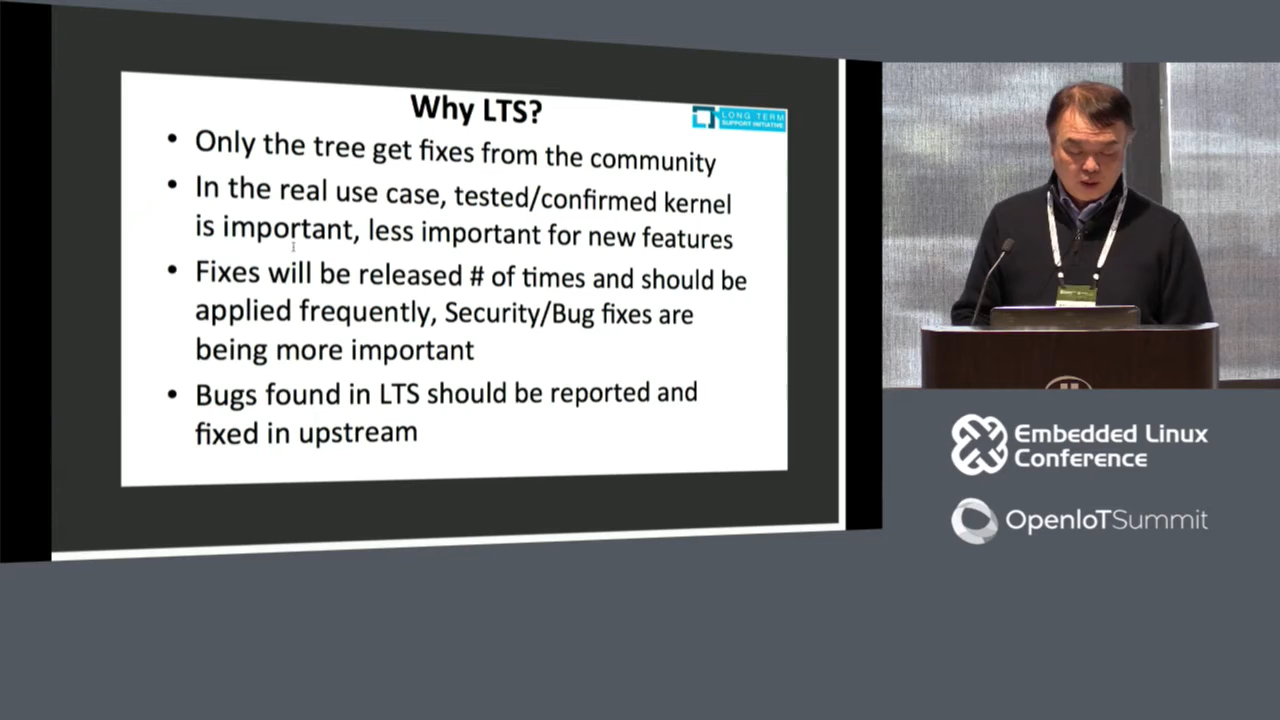 Why LTS?
LONG TERM
SUPPORT INITIATIVE
• Only the tree get fixes from the community
• In the real use case, tested/confirmed kernel
is important, less important for new features
• Fixes will be released # of times and should be
applied frequently, Security/Bug fixes are
being more important
• Bugs found in LTS should be reported and
fixed in upstream
Embedded Linux
Conference
OpenIoTSummit